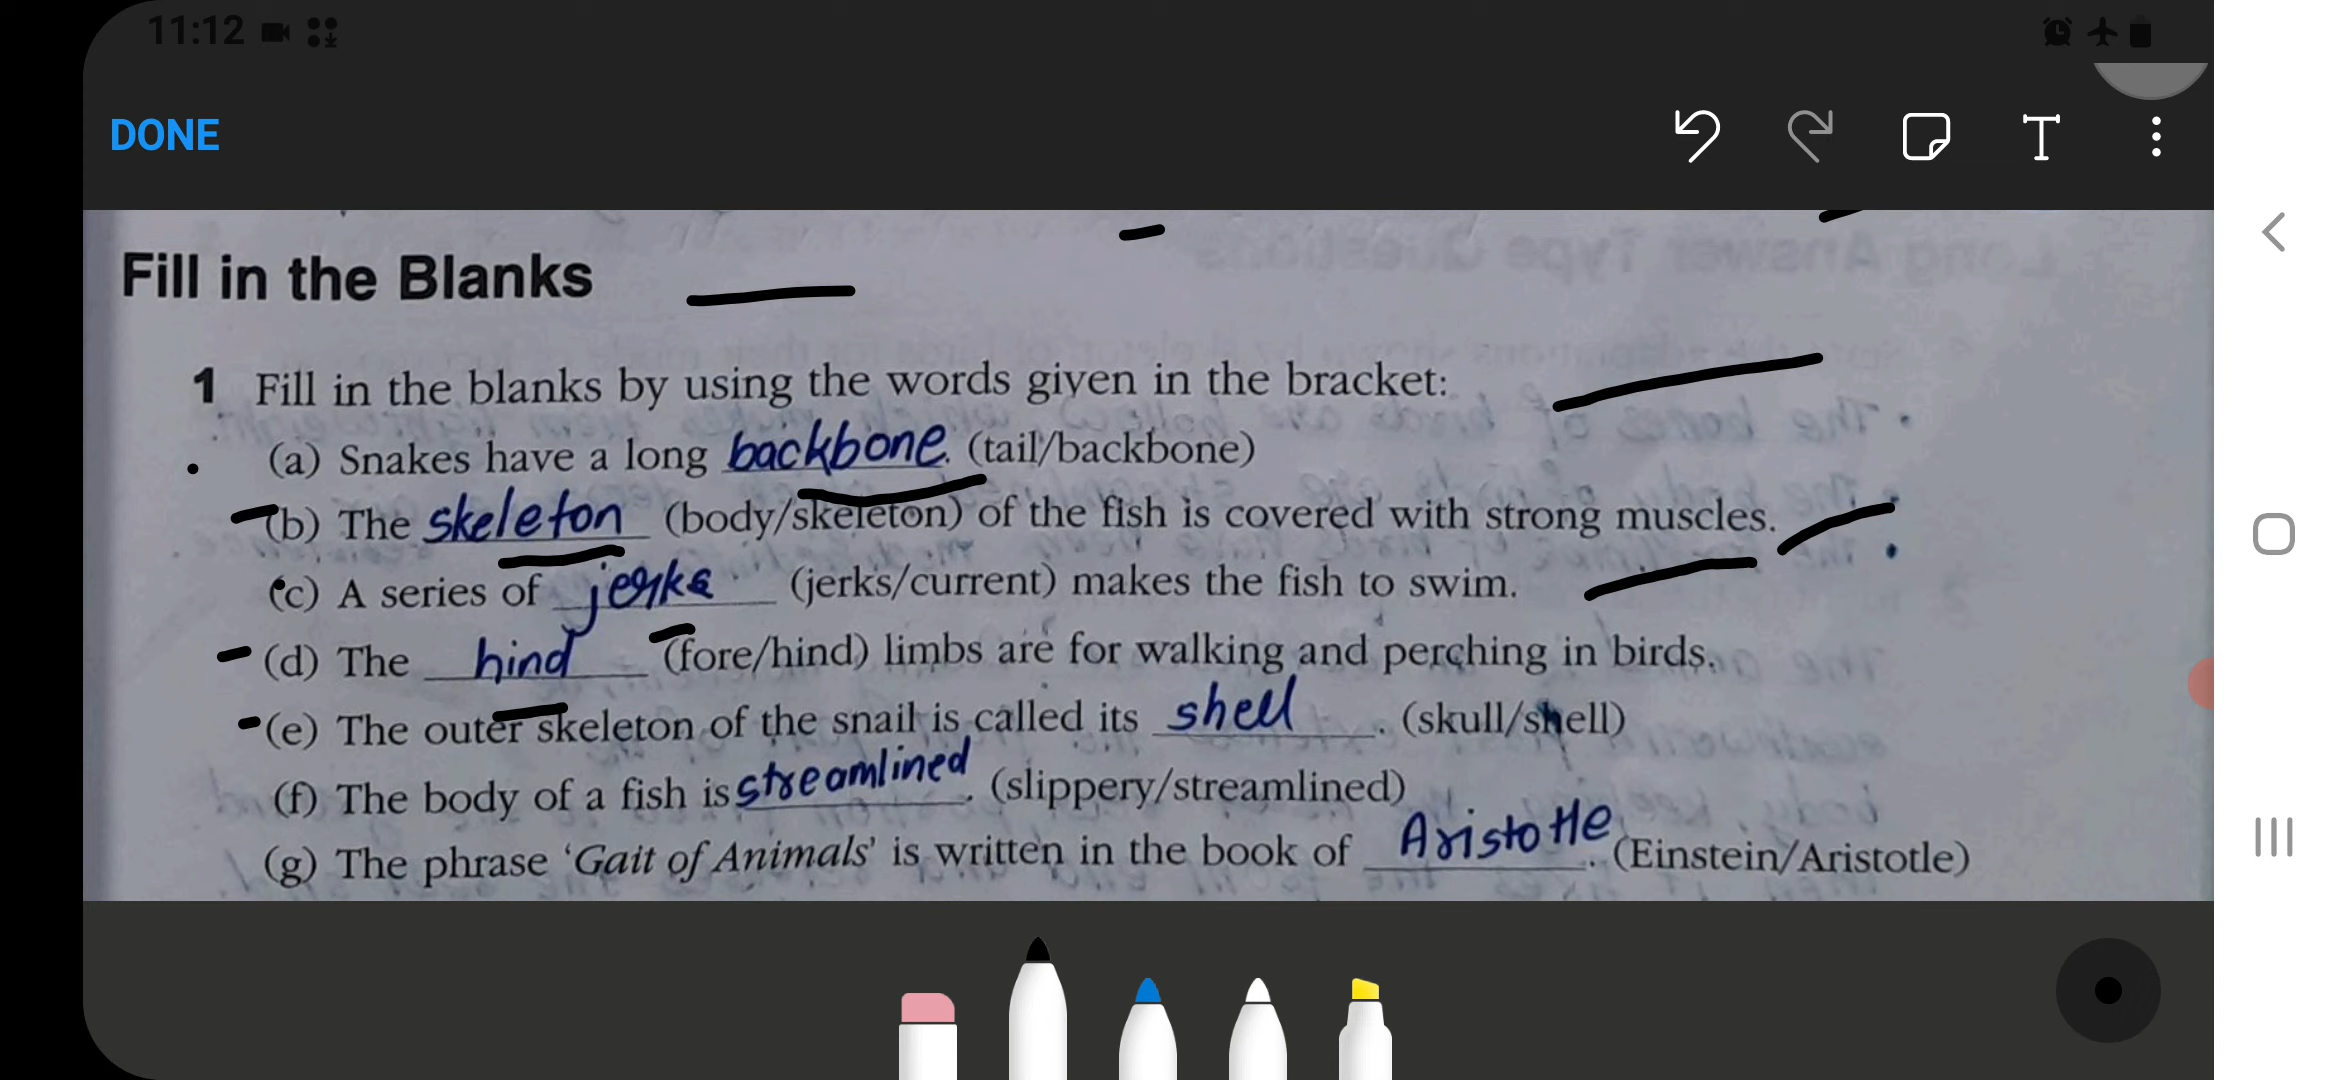 11:12
DONE
T
Long Answer Type Questions
Fill in the Blanks
1 Fill in the blanks by using the words given in the bracket:
(a) Snakes have a long backbone. (tail/backbone)
(b) The skeleton (body/skeleton) of the fish is covered with strong muscles.
(c) A series of jerks (jerks/current) makes the fish to swim.
(d) The hind (fore/hind) limbs are for walking and perching in birds.
(e) The outer skeleton of the snail is called its shell. (skull/shell)
(f) The body of a fish is streamlined. (slippery/streamlined)
(g) The phrase ‘Gait of Animals’ is written in the book of Aristotle. (Einstein/Aristotle)